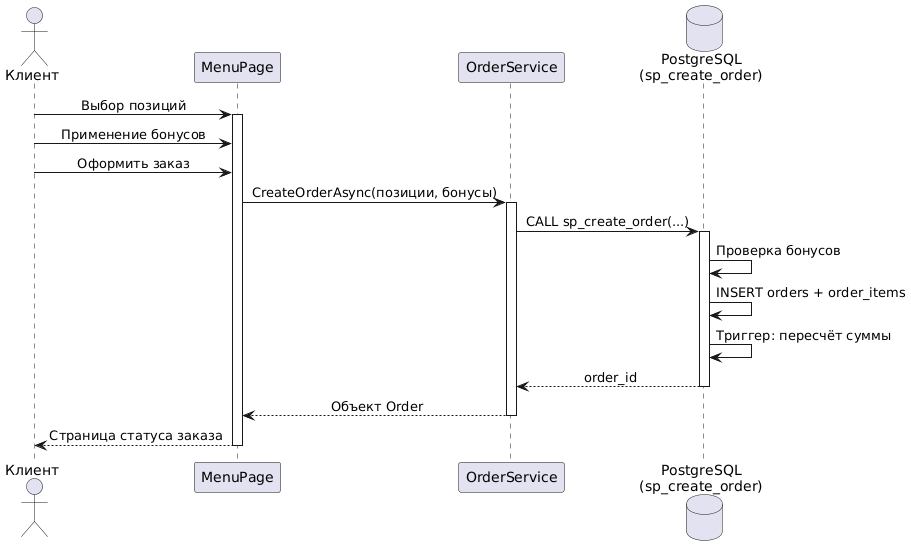 Клиент
MenuPage
OrderService
PostgreSQL
(sp_create_order)
Выбор позиций
Применение бонусов
Оформить заказ
CreateOrderAsync(позиции, бонусы)
CALL sp_create_order(...)
Проверка бонусов
INSERT orders + order_items
Триггер: пересчёт суммы
order_id
Объект Order
Страница статуса заказа
Клиент
MenuPage
OrderService
PostgreSQL
(sp_create_order)